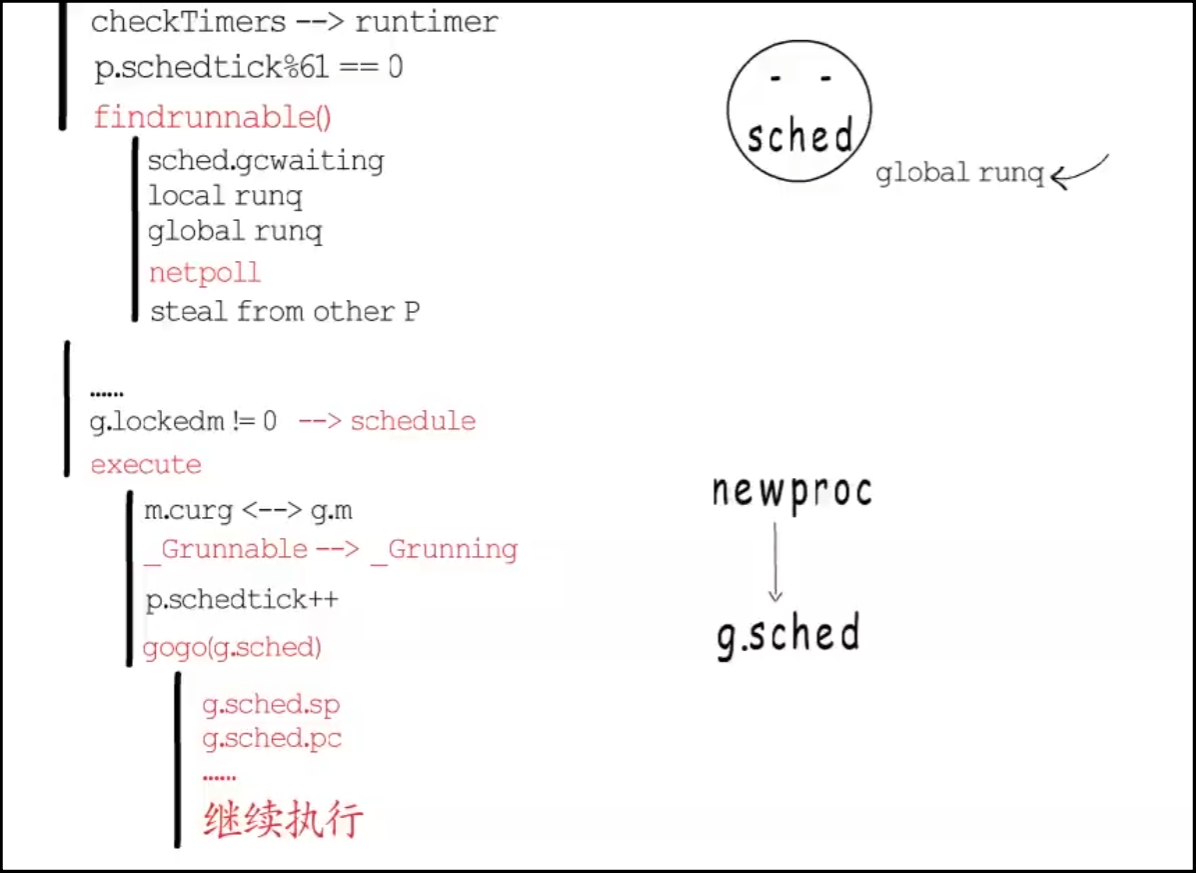 checkTimers --> runtimer
p.schedtick%61 == 0
findrunnable()
sched.gcwaiting
local runq
global runq
netpoll
steal from other P
......
g.lockedm != 0 --> schedule
execute
m.curg <--> g.m
_Grunnable --> _Grunning
p.schedtick++
gogo(g.sched)
g.sched.sp
g.sched.pc
......
继续执行
sched
global runq
newproc
g.sched